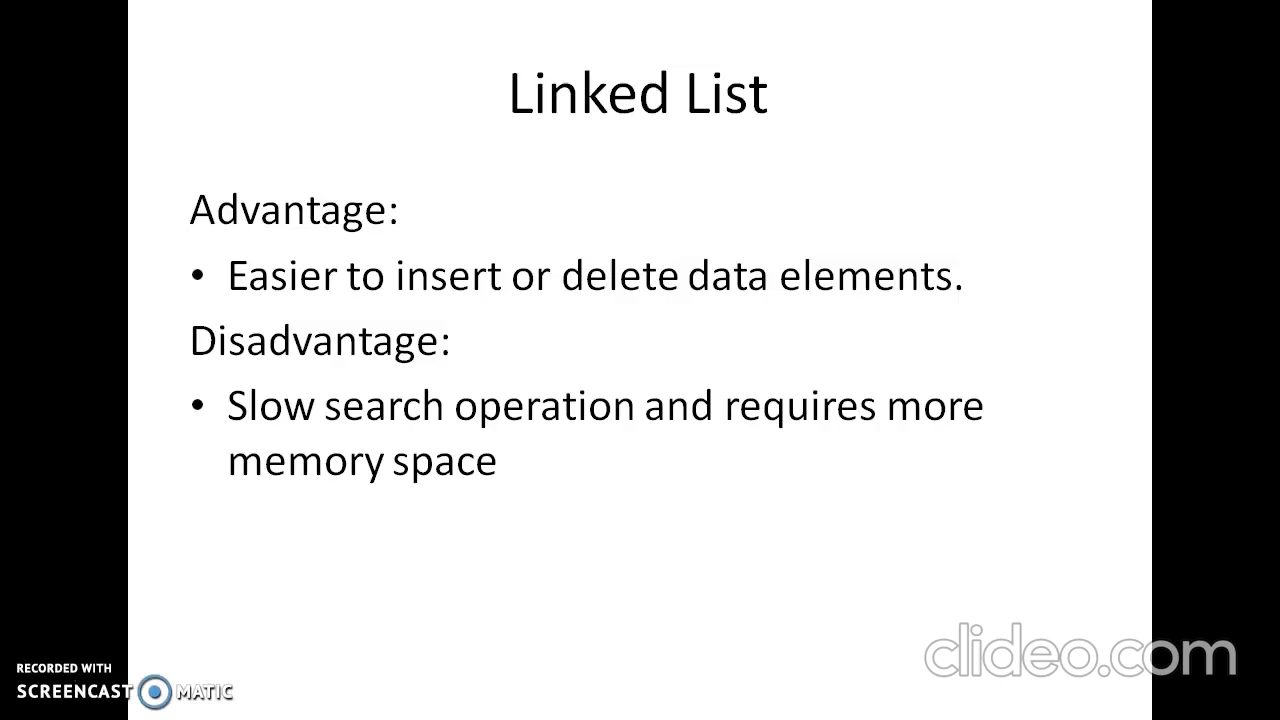 Linked List
Advantage:
• Easier to insert or delete data elements.
Disadvantage:
• Slow search operation and requires more
memory space
clideo.com
RECORDED WITH
SCREENCAST MATIC